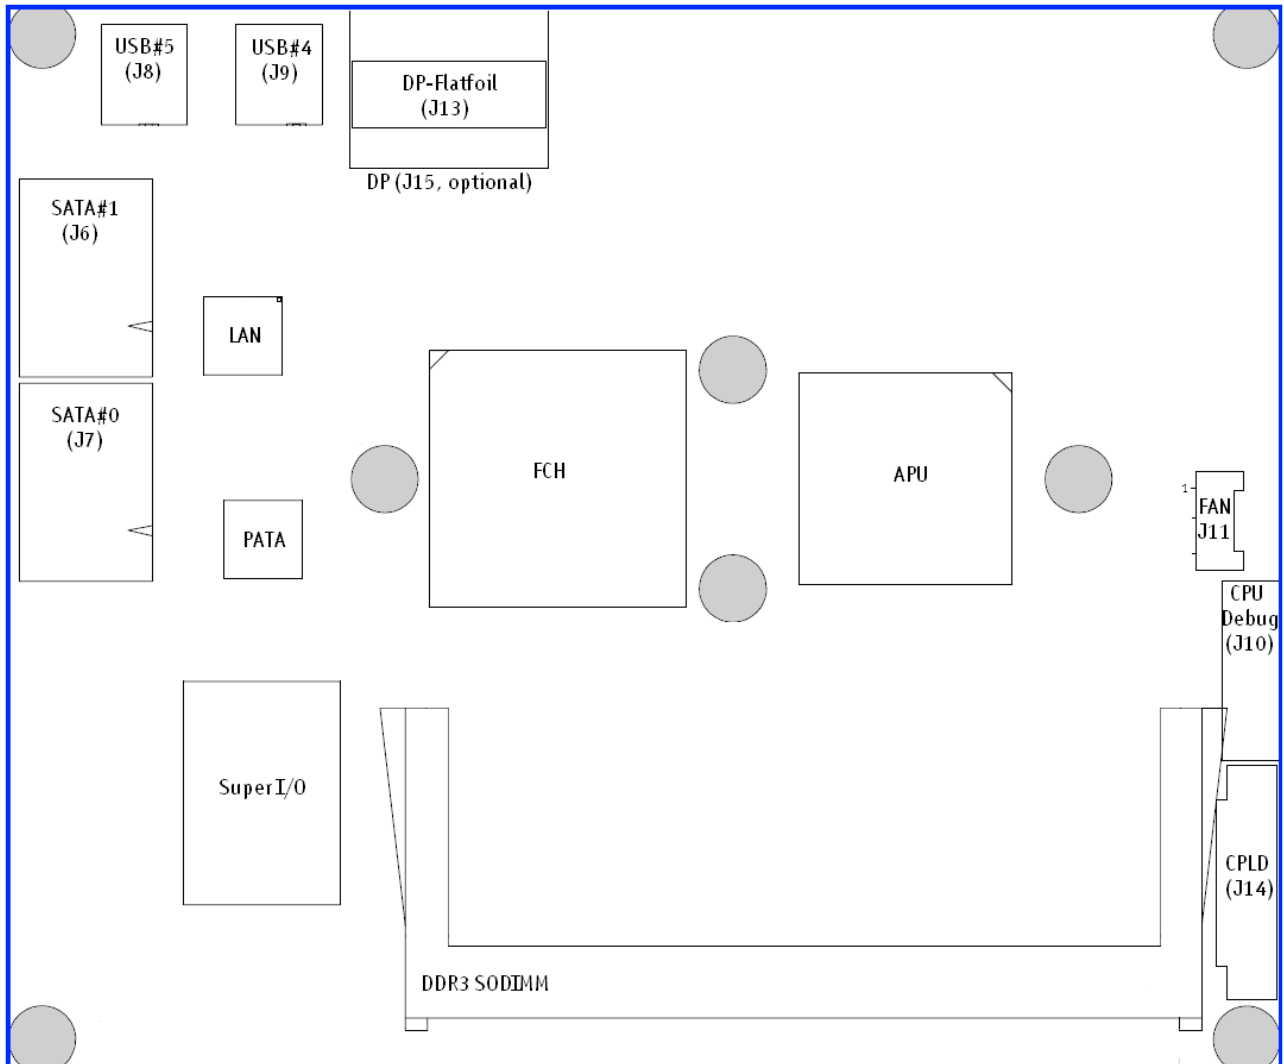 USB#5
(J8)
USB#4
(J9)
DP-Flatfoil
(J13)
DP (J15, optional)
SATA#1
(J6)
LAN
SATA#0
(J7)
FCH
APU
PATA
1
FAN
J11
CPU
Debug
(J10)
SuperI/O
CPLD
(J14)
DDR3 SODIMM